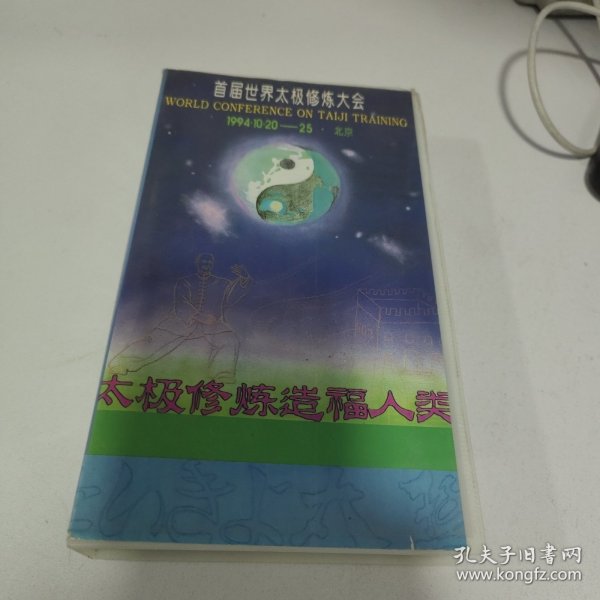 首届世界太极修炼大会
WORLD CONFERENCE ON TAIJI TRAINING
1994·10·20——25·北京
太极修炼造福人类
孔夫子旧书网
www.kongfz.com